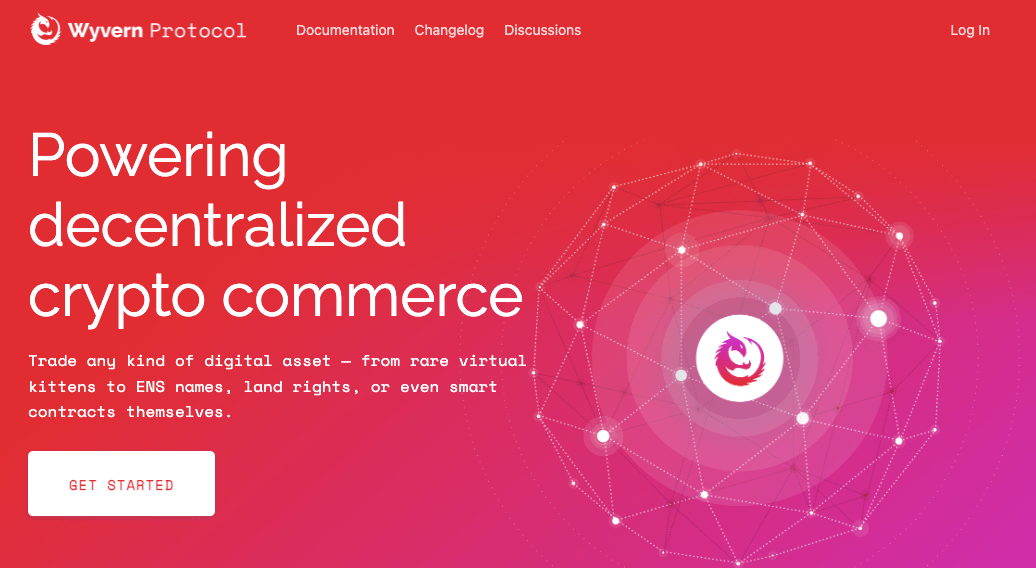 Wyvern Protocol
Documentation
Changelog
Discussions
Log In
Powering
decentralized
crypto commerce
Trade any kind of digital asset — from rare virtual
kittens to ENS names, land rights, or even smart
contracts themselves.
GET STARTED